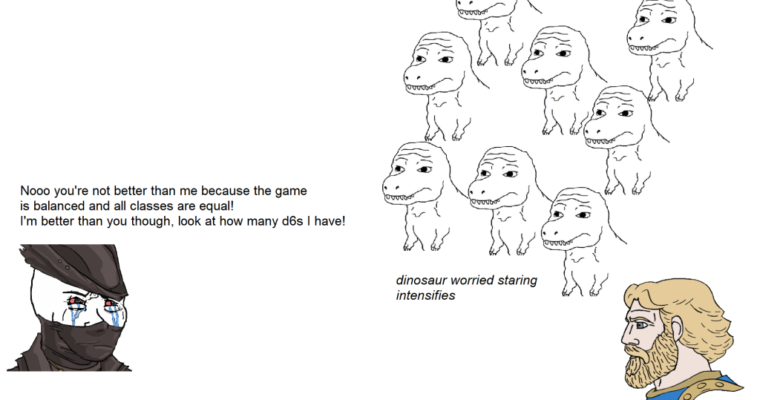 Nooo you're not better than me because the game
is balanced and all classes are equal!
I'm better than you though, look at how many d6s I have!
dinosaur worried staring
intensifies